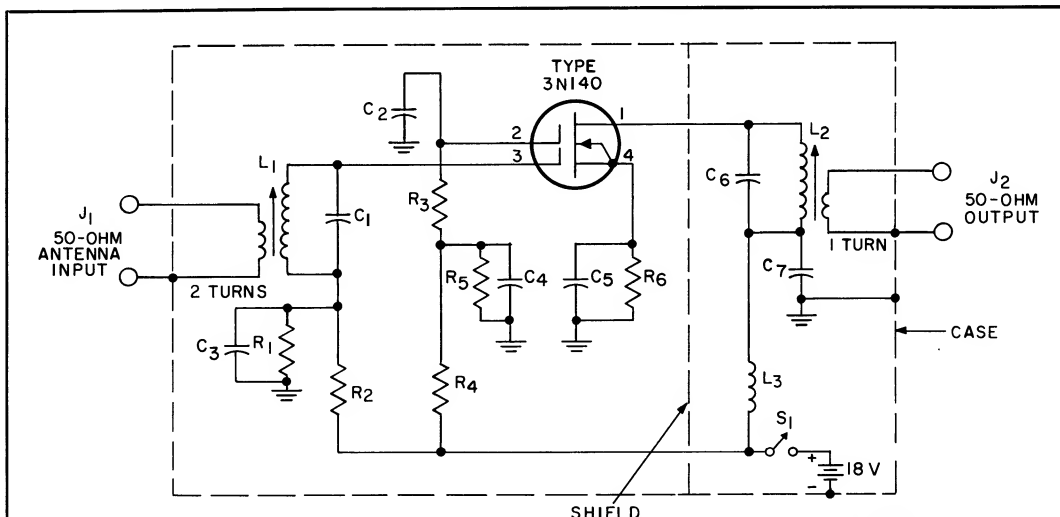 TYPE
3N140
C2
1
2
3
4
L1
L2
J1
50-OHM
ANTENNA
INPUT
C1
R3
C6
J2
50-OHM
OUTPUT
2 TURNS
1 TURN
R5
C4
C5
R6
C7
C3
R1
R2
R4
L3
CASE
S1
+
18 V
-
SHIELD